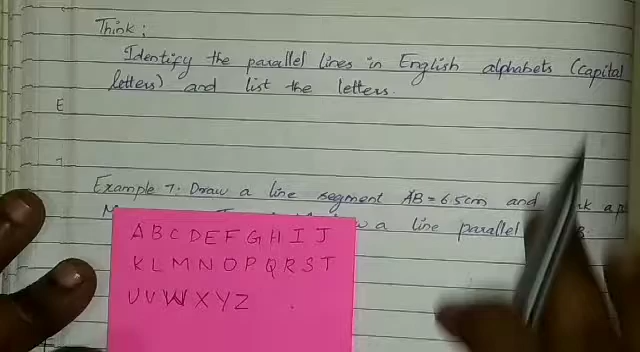 Think:
Identify the parallel lines in English alphabets (capital
letters) and list the letters.
E
Example 7. Draw a line segment AB = 6.5cm and
a line parallel
A B C D E F G H I J
K L M N O P Q R S T
U V W X Y Z